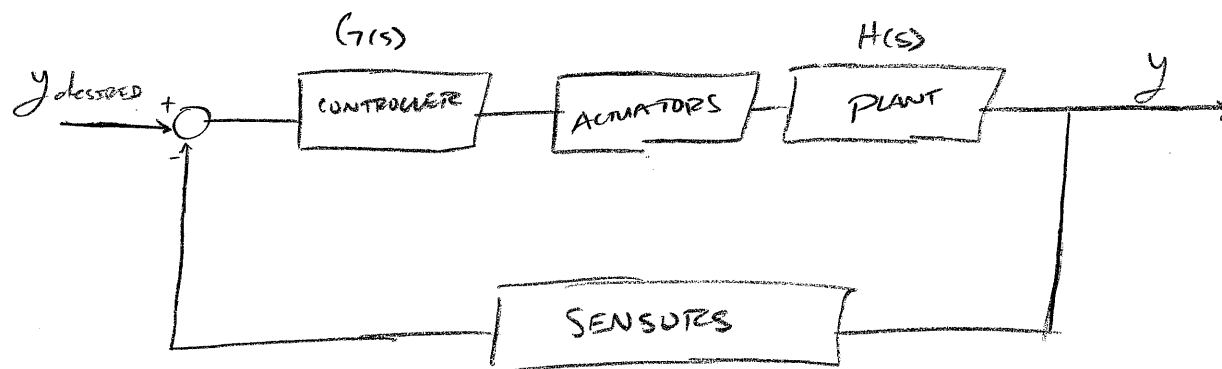 G(s)
H(s)
y desired
+
-
CONTROLLER
ACTUATORS
PLANT
y
SENSORS